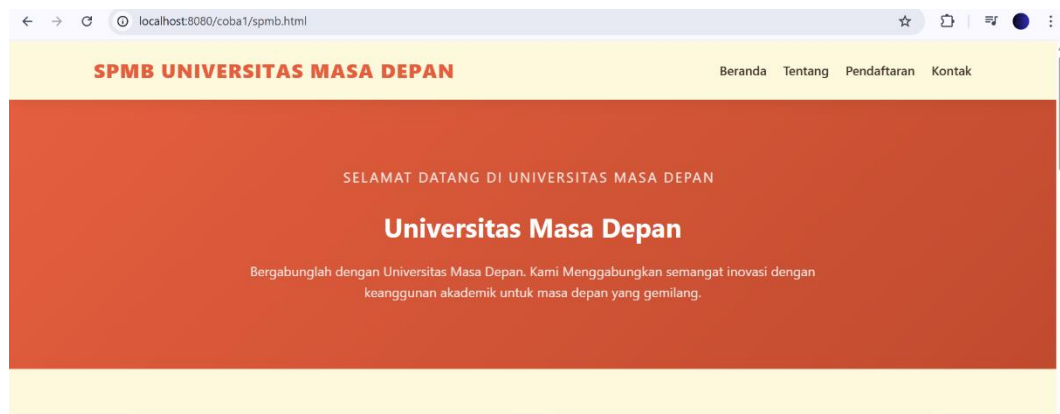 localhost:8080/coba1/spmb.html
SPMB UNIVERSITAS MASA DEPAN
Beranda Tentang Pendaftaran Kontak
SELAMAT DATANG DI UNIVERSITAS MASA DEPAN
Universitas Masa Depan
Bergabunglah dengan Universitas Masa Depan. Kami Menggabungkan semangat inovasi dengan
keanggunan akademik untuk masa depan yang gemilang.